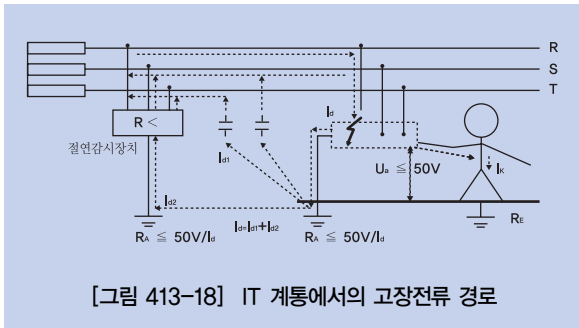 R
S
T
R <
절연감시장치
Id
Id1
Ua ≦ 50V
IK
Id2
Id=Id1+Id2
RE
RA ≦ 50V/Id
RA ≦ 50V/Id
[그림 413-18] IT 계통에서의 고장전류 경로